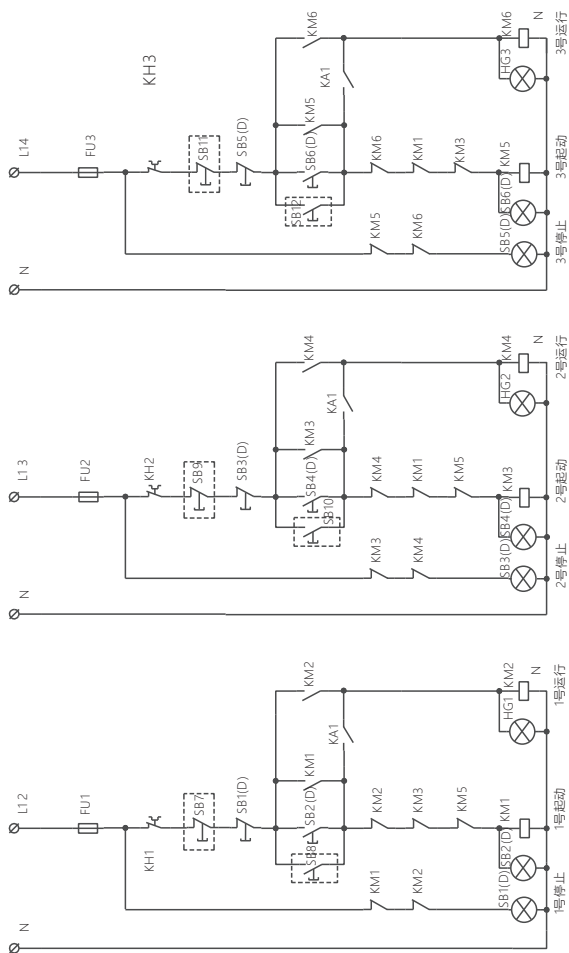 KM6
N
3号运行
KM6
HG3
KA1
KH3
L14
FU3
SB11
SB5(D)
KM5
SB6(D)
SB12
KM6
KM1
KM3
KM5
SB6(D)
3号起动
KM5
KM6
SB5(D)
3号停止
N
KM4
N
2号运行
KM4
HG2
KA1
L13
FU2
KH2
SB9
SB3(D)
KM3
SB4(D)
SB10
KM4
KM1
KM5
KM3
SB4(D)
2号起动
KM3
KM4
SB3(D)
2号停止
N
KM2
N
1号运行
KM2
HG1
KA1
L12
FU1
KH1
SB7
SB1(D)
KM1
SB2(D)
SB8
KM2
KM3
KM5
KM1
SB2(D)
1号起动
KM1
KM2
SB1(D)
1号停止
N